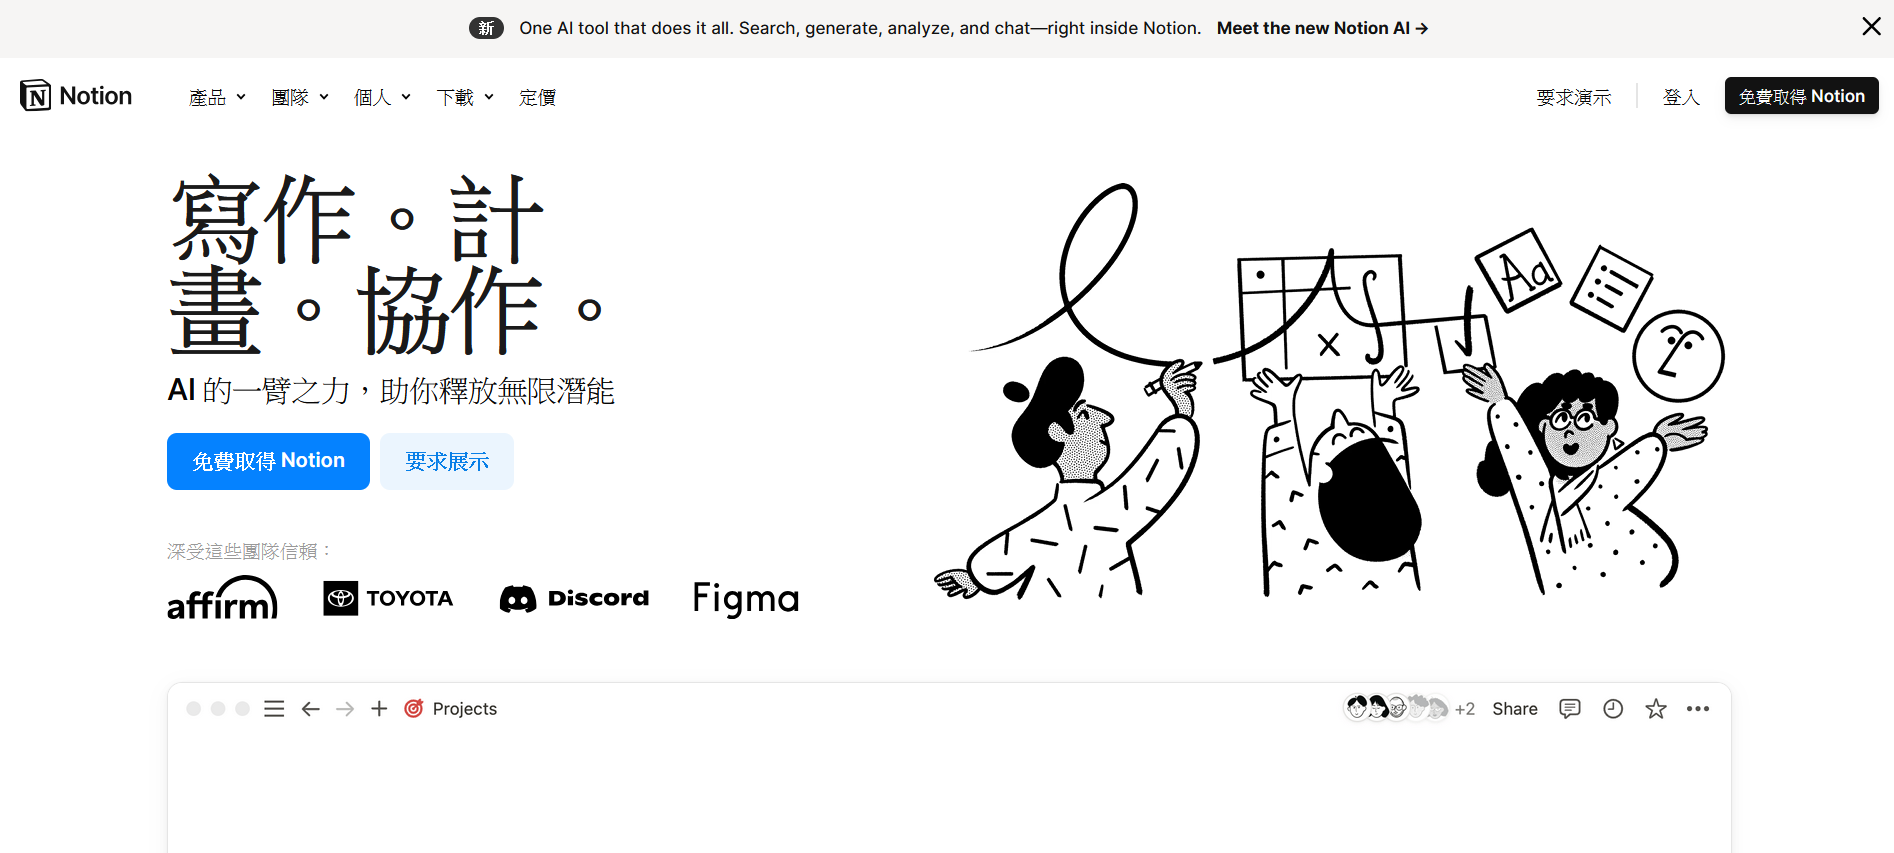 新 One AI tool that does it all. Search, generate, analyze, and chat—right inside Notion. Meet the new Notion AI →
Notion 產品 團隊 個人 下載 定價 要求演示 登入 免費取得 Notion
寫作。計
畫。協作。
AI 的一臂之力，助你釋放無限潛能
免費取得 Notion 要求展示
深受這些團隊信賴：
affirm TOYOTA Discord Figma
Aa
x
Projects +2 Share